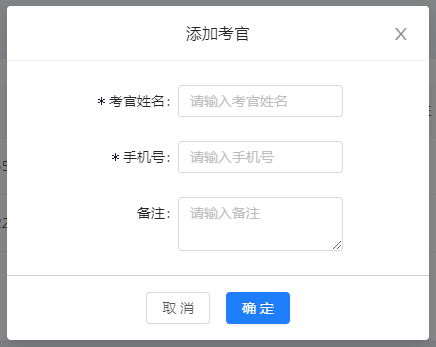 添加考官
* 考官姓名: 请输入考官姓名
* 手机号: 请输入手机号
备注: 请输入备注
取 消 确 定